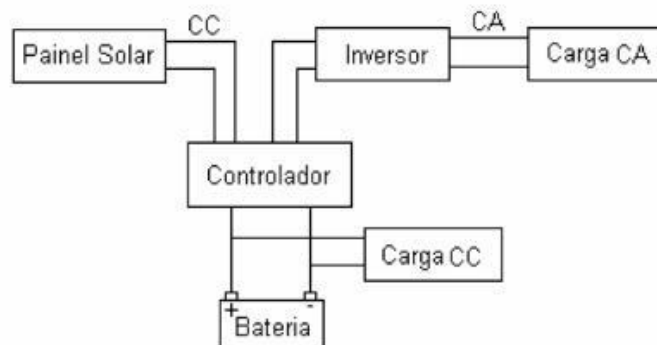 CC
CA
Painel Solar
Inversor
Carga CA
Controlador
Carga CC
+ -
Bateria